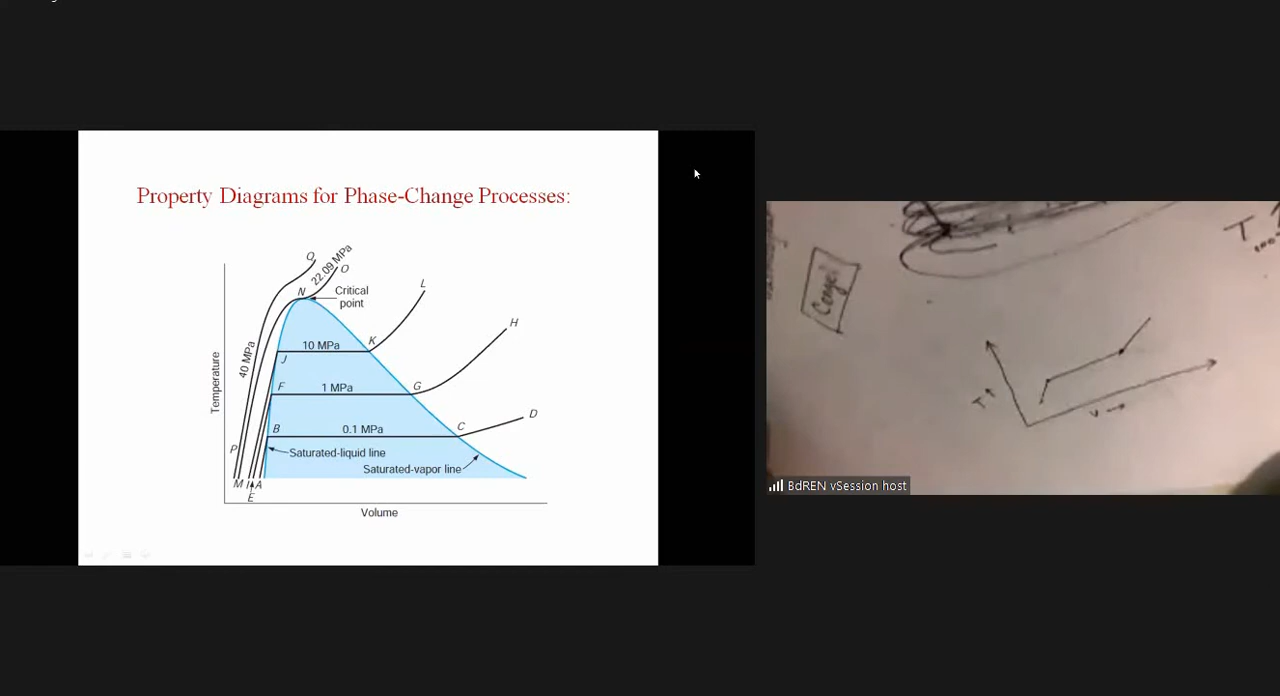 Property Diagrams for Phase-Change Processes:
Q
22.09 MPa
O
N
Critical
point
L
40 MPa
10 MPa
K
J
H
Temperature
F
1 MPa
G
B
0.1 MPa
C
D
P
Saturated-liquid line
Saturated-vapor line
M
I
A
E
Volume
T
T
V
BdREN vSession host